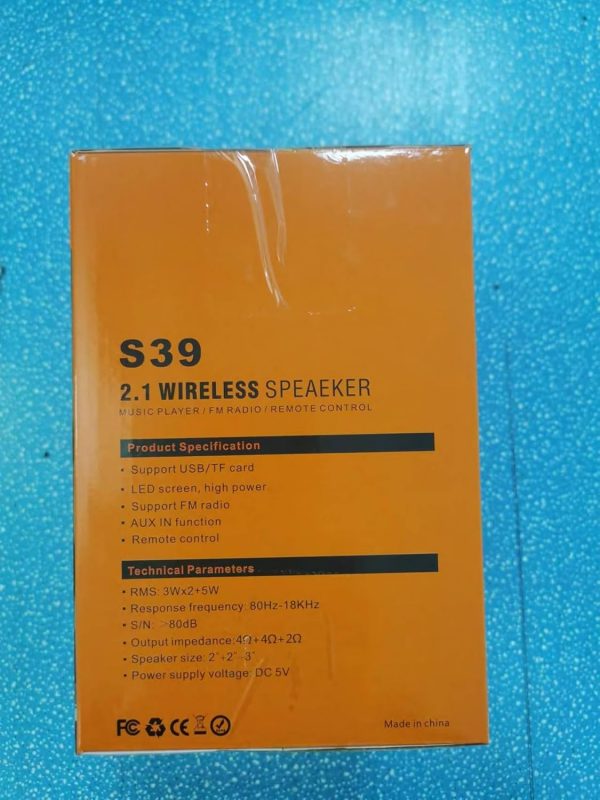 S39
2.1 WIRELESS SPEAEKER
MUSIC PLAYER / FM RADIO / REMOTE CONTROL
Product Specification
• Support USB/TF card
• LED screen, high power
• Support FM radio
• AUX IN function
• Remote control
Technical Parameters
• RMS: 3Wx2+5W
• Response frequency: 80Hz-18KHz
• S/N: >80dB
• Output impedance:4Ω+4Ω+2Ω
• Speaker size: 2"+2"+3"
• Power supply voltage: DC 5V
FC CE
Made in china